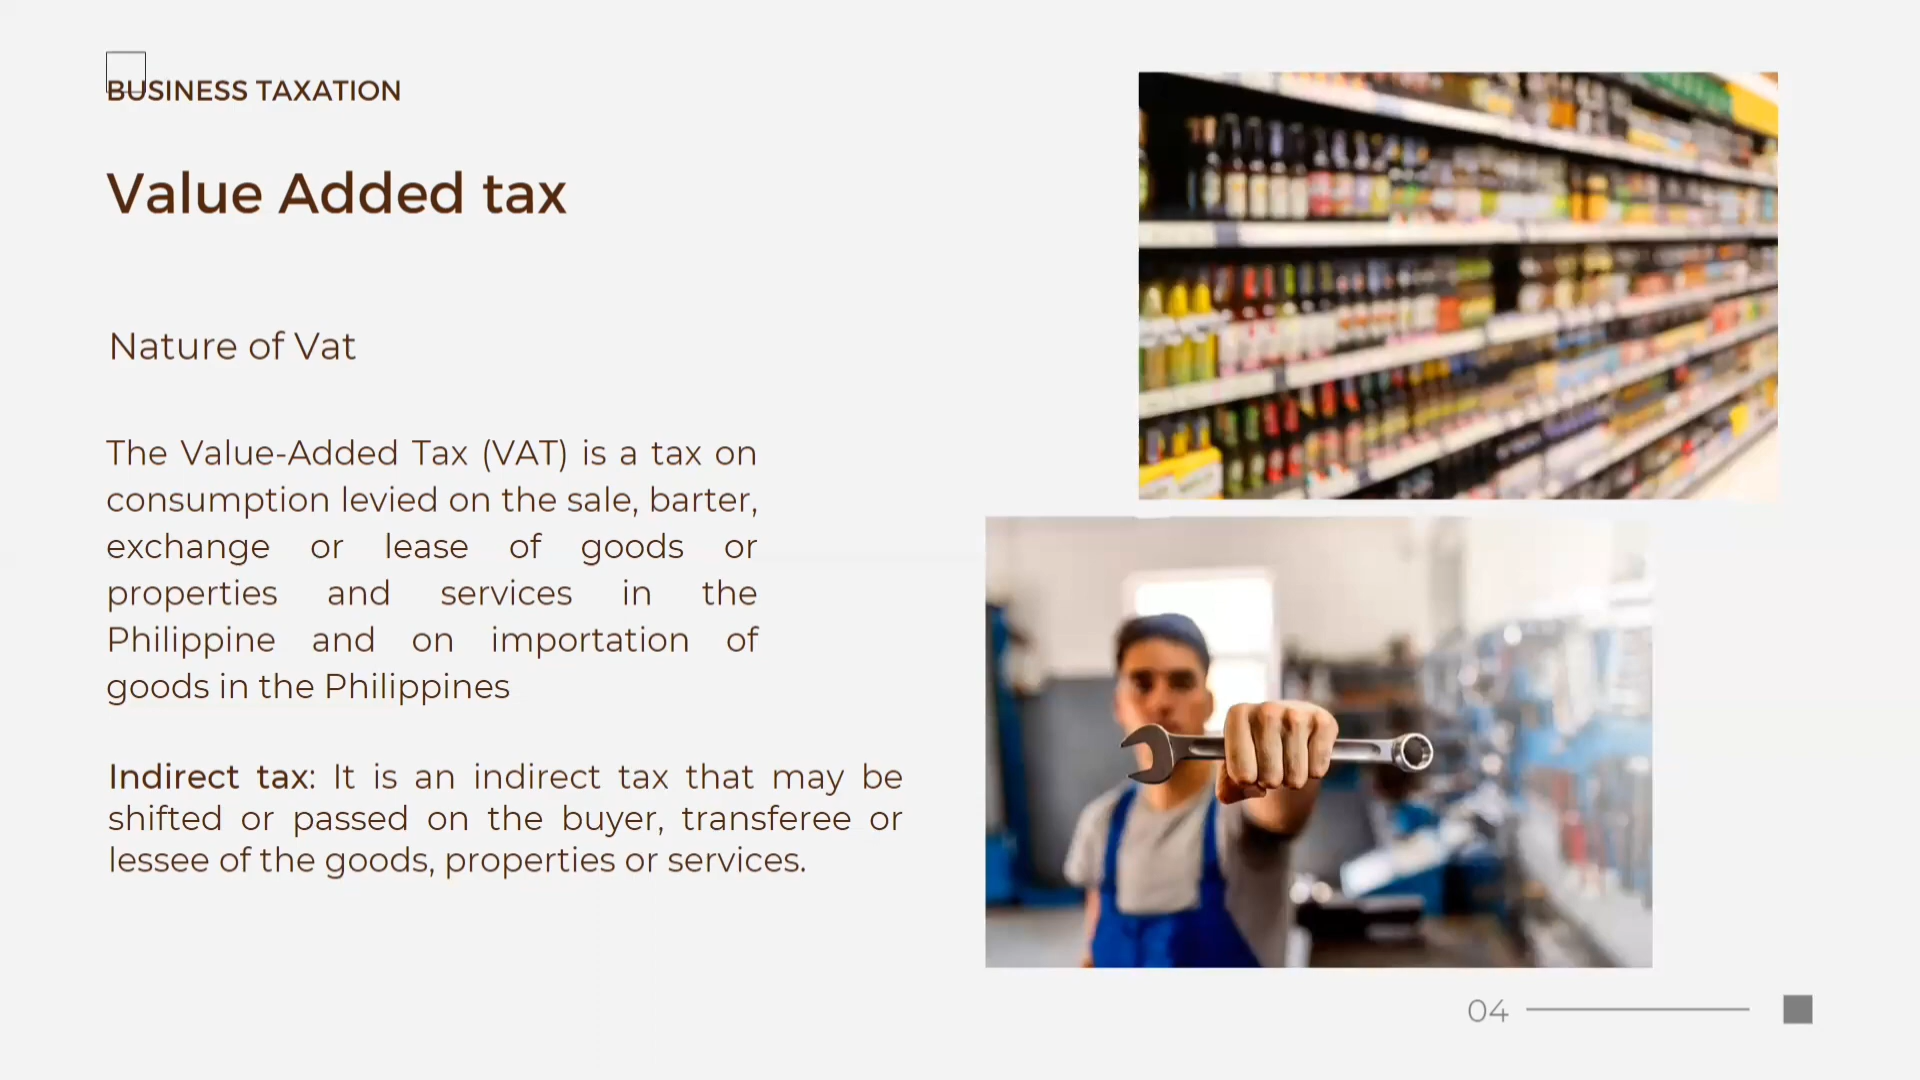 BUSINESS TAXATION
Value Added tax
Nature of Vat
The Value-Added Tax (VAT) is a tax on
consumption levied on the sale, barter,
exchange or lease of goods or
properties and services in the
Philippine and on importation of
goods in the Philippines
Indirect tax: It is an indirect tax that may be
shifted or passed on the buyer, transferee or
lessee of the goods, properties or services.
04